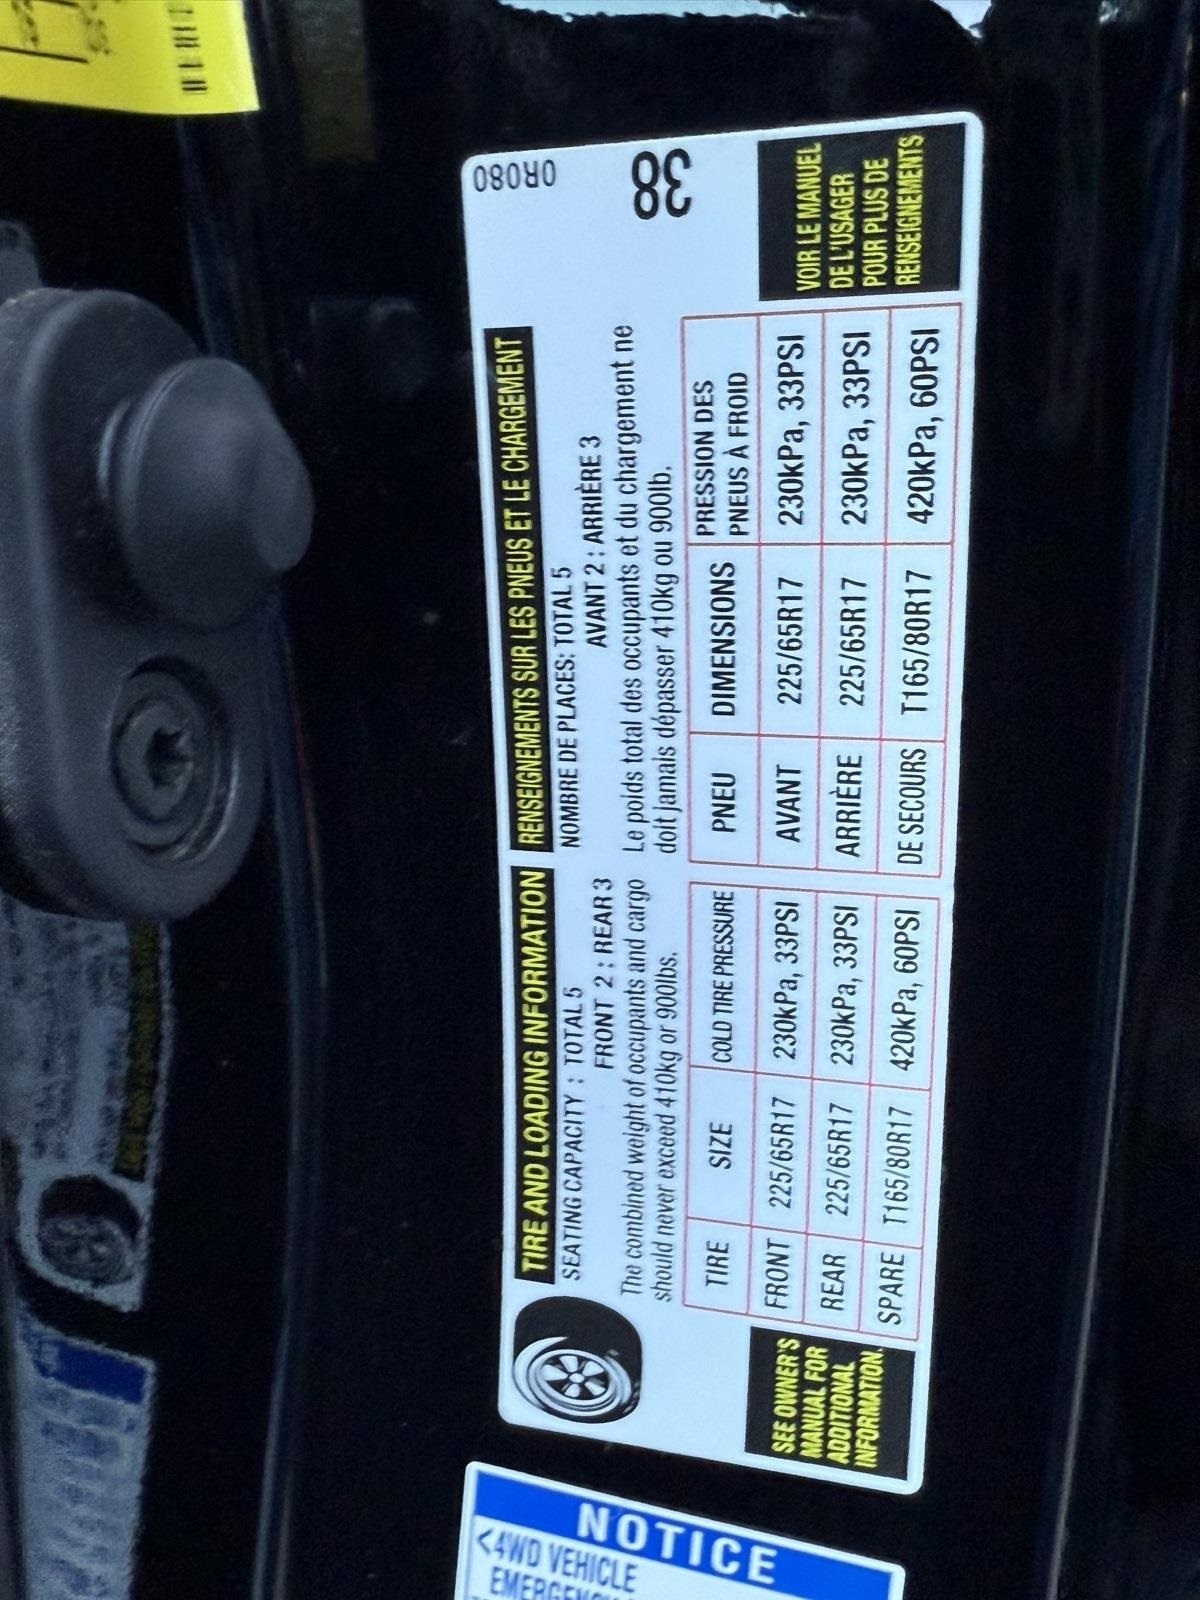 TIRE AND LOADING INFORMATION
SEATING CAPACITY : TOTAL 5
FRONT 2 : REAR 3
The combined weight of occupants and cargo
should never exceed 410kg or 900lbs.
TIRE SIZE COLD TIRE PRESSURE
FRONT 225/65R17 230kPa, 33PSI
REAR 225/65R17 230kPa, 33PSI
SPARE T165/80R17 420kPa, 60PSI
SEE OWNER'S
MANUAL FOR
ADDITIONAL
INFORMATION.
RENSEIGNEMENTS SUR LES PNEUS ET LE CHARGEMENT
NOMBRE DE PLACES: TOTAL 5
AVANT 2 : ARRIÈRE 3
Le poids total des occupants et du chargement ne
doit jamais dépasser 410kg ou 900lb.
PNEU DIMENSIONS PRESSION DES
PNEUS À FROID
AVANT 225/65R17 230kPa, 33PSI
ARRIÈRE 225/65R17 230kPa, 33PSI
DE SECOURS T165/80R17 420kPa, 60PSI
VOIR LE MANUEL
DE L'USAGER
POUR PLUS DE
RENSEIGNEMENTS
0R080
38
NOTICE
<4WD VEHICLE